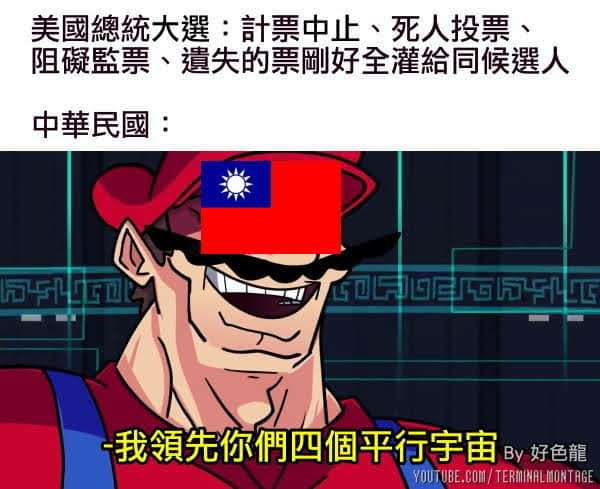 美國總統大選：計票中止、死人投票、
阻礙監票、遺失的票剛好全灌給同候選人
中華民國：
-我領先你們四個平行宇宙
By 好色龍
YOUTUBE.COM/TERMINALMONTAGE